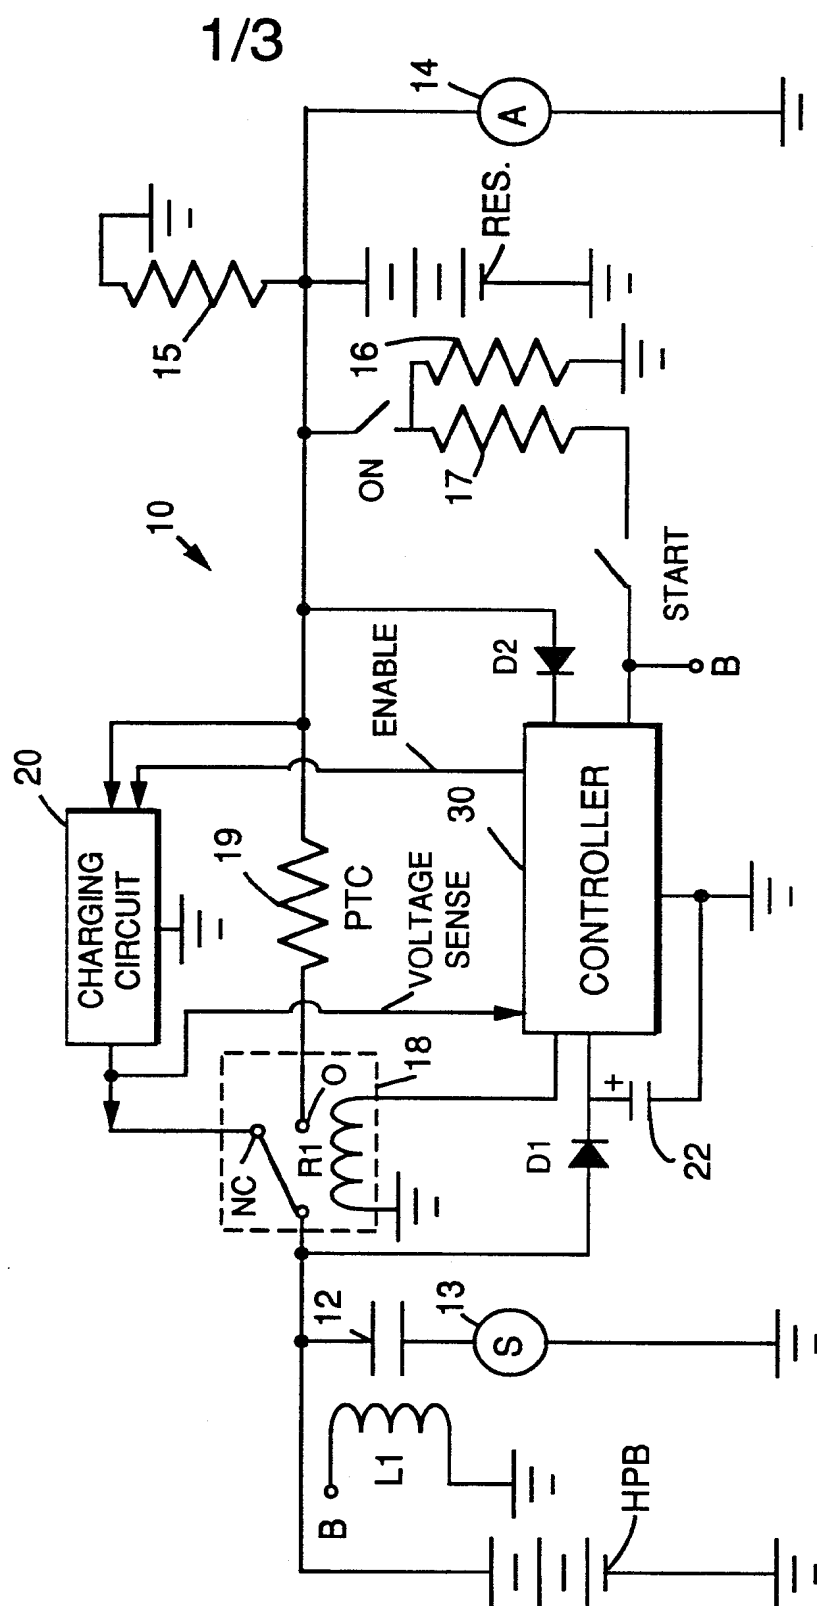 1/3
10
14
A
15
16
RES.
ON
17
START
B
D2
ENABLE
20
CHARGING
CIRCUIT
19
PTC
VOLTAGE
SENSE
30
CONTROLLER
NC
R1
O
18
D1
+
22
12
13
S
B
L1
HPB